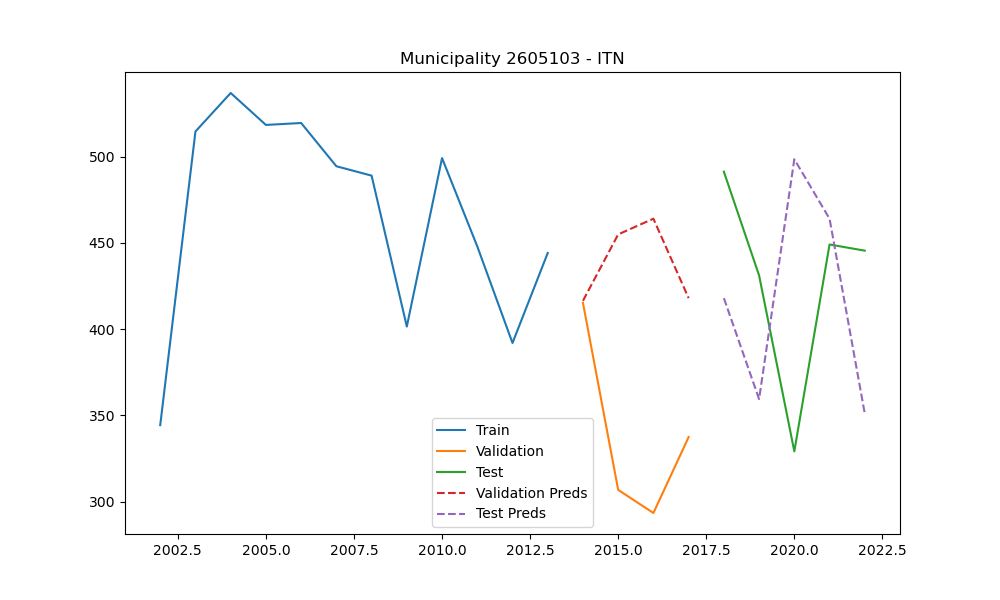 Municipality 2605103 - ITN
500
450
400
350
300
Train
Validation
Test
Validation Preds
Test Preds
2002.5 2005.0 2007.5 2010.0 2012.5 2015.0 2017.5 2020.0 2022.5